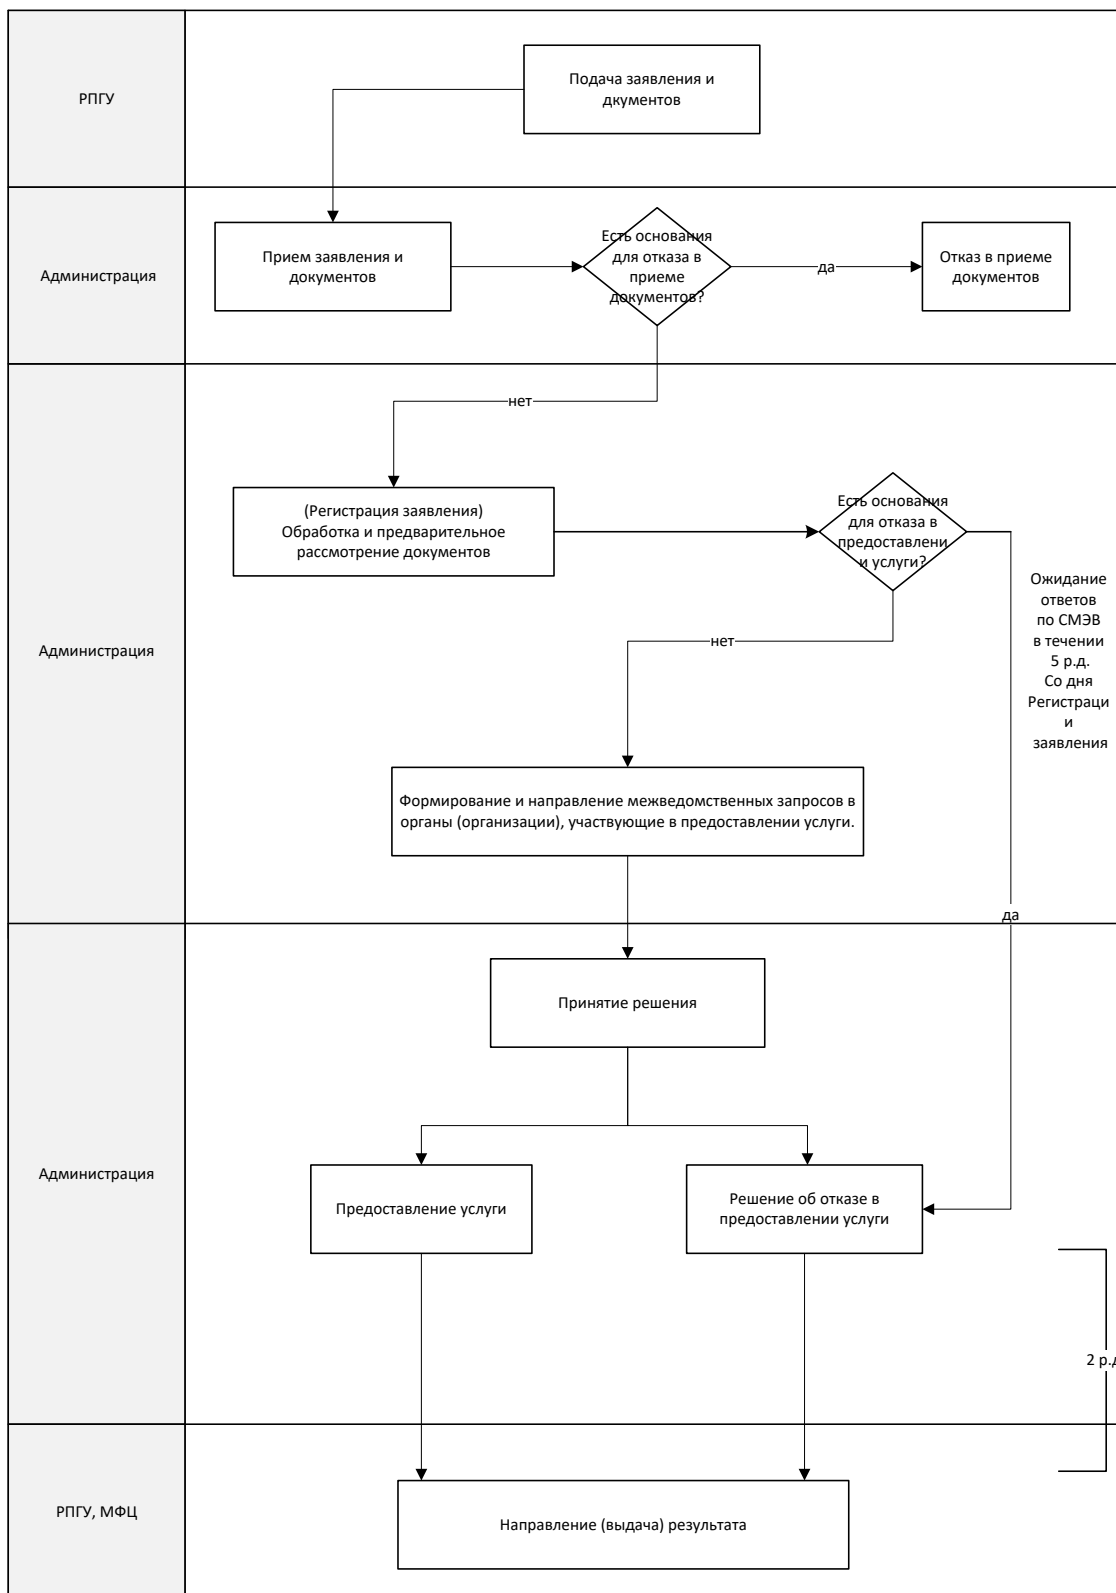 РПГУ
Подача заявления и
дкументов
Администрация
Прием заявления и
документов
Есть основания
для отказа в
приеме
документов?
да
Отказ в приеме
документов
нет
Администрация
(Регистрация заявления)
Обработка и предварительное
рассмотрение документов
Есть основания
для отказа в
предоставлени
и услуги?
Ожидание
ответов
по СМЭВ
в течении
5 р.д.
Со дня
Регистраци
и
заявления
нет
Формирование и направление межведомственных запросов в
органы (организации), участвующие в предоставлении услуги.
да
Администрация
Принятие решения
Предоставление услуги
Решение об отказе в
предоставлении услуги
2 р.д
РПГУ, МФЦ
Направление (выдача) результата